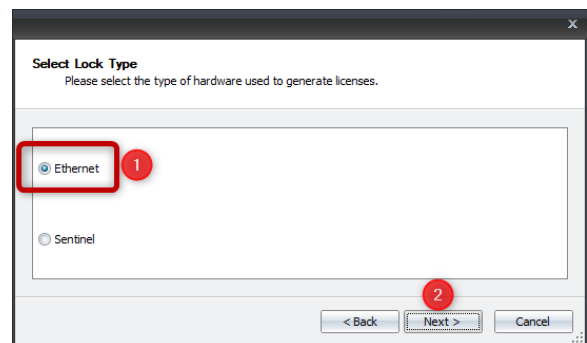 x
Select Lock Type
Please select the type of hardware used to generate licenses.
Ethernet
1
Sentinel
2
< Back
Next >
Cancel